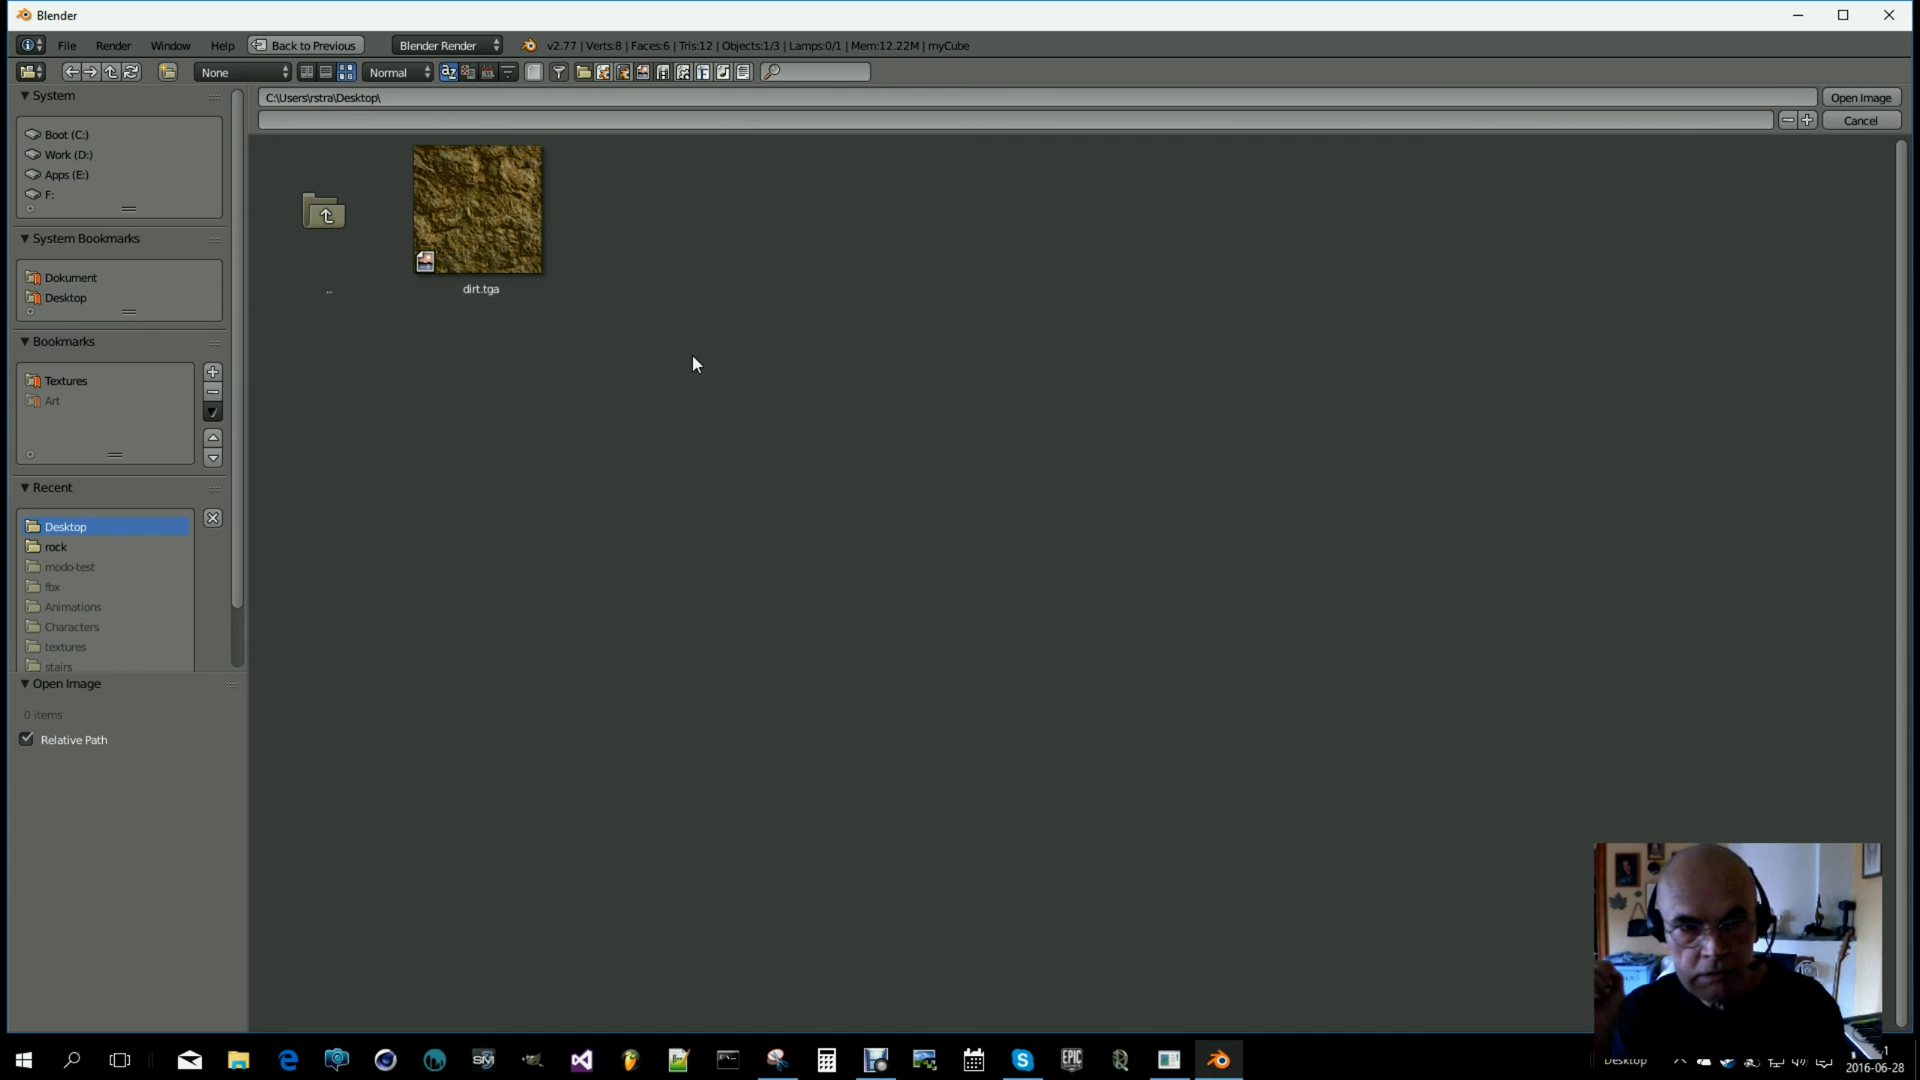 Blender
File Render Window Help Back to Previous Blender Render v2.77 | Verts:8 | Faces:6 | Tris:12 | Objects:1/3 | Lamps:0/1 | Mem:12.22M | myCube
None Normal
System
C:\Users\rstra\Desktop\ Open Image
Cancel
Boot (C:)
Work (D:)
Apps (E:)
F:
System Bookmarks
Dokument
Desktop
..
dirt.tga
Bookmarks
Textures
Art
Recent
Desktop
rock
modo-test
fbx
Animations
Characters
textures
stairs
Open Image
0 items
Relative Path
Desktop
2016-06-28